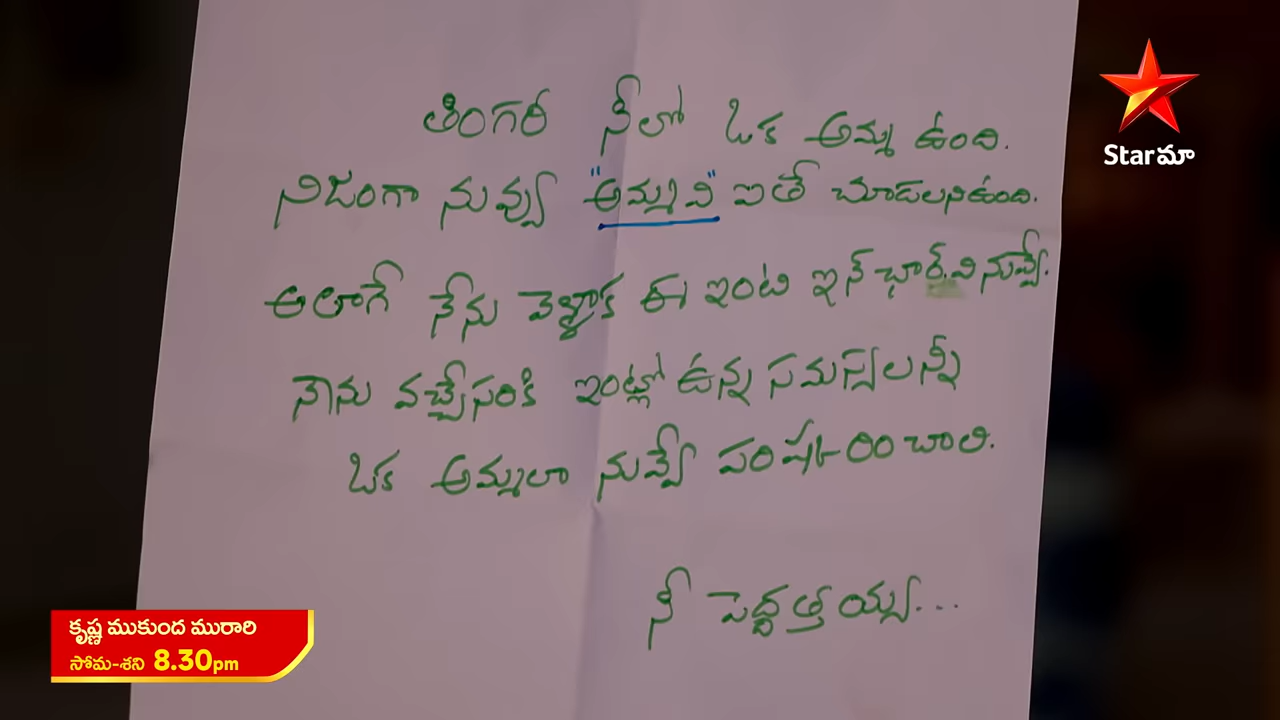 తింగరీ నీలో ఒక అమ్మ ఉంది.
నిజంగా నువ్వు "అమ్మవి" ఐతే చూడలనిఉంది.
అలాగే నేను వెళ్ళాక ఈ ఇంటి ఇన్ ఛార్జ్.వి నువ్వే.
నాను వచ్చేసరికి ఇంట్లో ఉన్న సమస్యలన్నీ
ఒక అమ్మలా నువ్వే పరిష్కరించాలి.
నీ పెద్దత్తయ్య...
Starమా
కృష్ణ ముకుంద మురారి
సోమ-శని 8.30pm